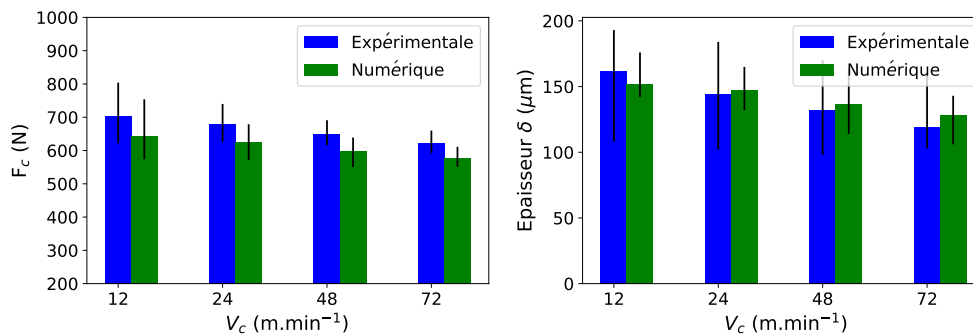 1000
900
800
700
600
500
400
300
200
F_c (N)
Expérimentale
Numérique
12 24 48 72
V_c (m.min⁻¹)
200
150
100
50
0
Epaisseur δ (μm)
Expérimentale
Numérique
12 24 48 72
V_c (m.min⁻¹)